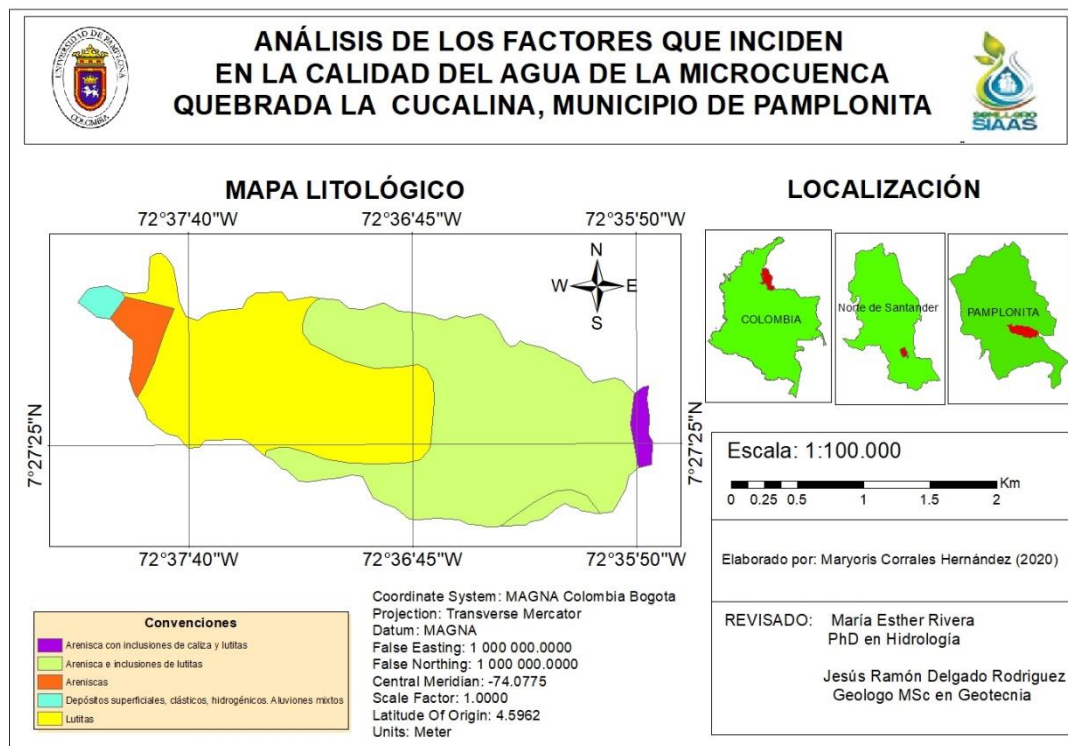 UNIVERSIDAD DE PAMPLONA
COLOMBIA
ANÁLISIS DE LOS FACTORES QUE INCIDEN
EN LA CALIDAD DEL AGUA DE LA MICROCUENCA
QUEBRADA LA CUCALINA, MUNICIPIO DE PAMPLONITA
SEMILLERO
SIAAS
MAPA LITOLÓGICO
72°37'40"W 72°36'45"W 72°35'50"W
N
W E
S
7°27'25"N
7°27'25"N
72°37'40"W 72°36'45"W 72°35'50"W
LOCALIZACIÓN
COLOMBIA
Norte de Santander
PAMPLONITA
Escala: 1:100.000
Km
0 0.25 0.5 1 1.5 2
Elaborado por: Maryoris Corrales Hernández (2020)
REVISADO: María Esther Rivera
PhD en Hidrología
Jesús Ramón Delgado Rodriguez
Geologo MSc en Geotecnia
Convenciones
Arenisca con inclusiones de caliza y lutitas
Arenisca e inclusiones de lutitas
Areniscas
Depósitos superficiales, clásticos, hidrogénicos. Aluviones mixtos
Lutitas
Coordinate System: MAGNA Colombia Bogota
Projection: Transverse Mercator
Datum: MAGNA
False Easting: 1 000 000.0000
False Northing: 1 000 000.0000
Central Meridian: -74.0775
Scale Factor: 1.0000
Latitude Of Origin: 4.5962
Units: Meter